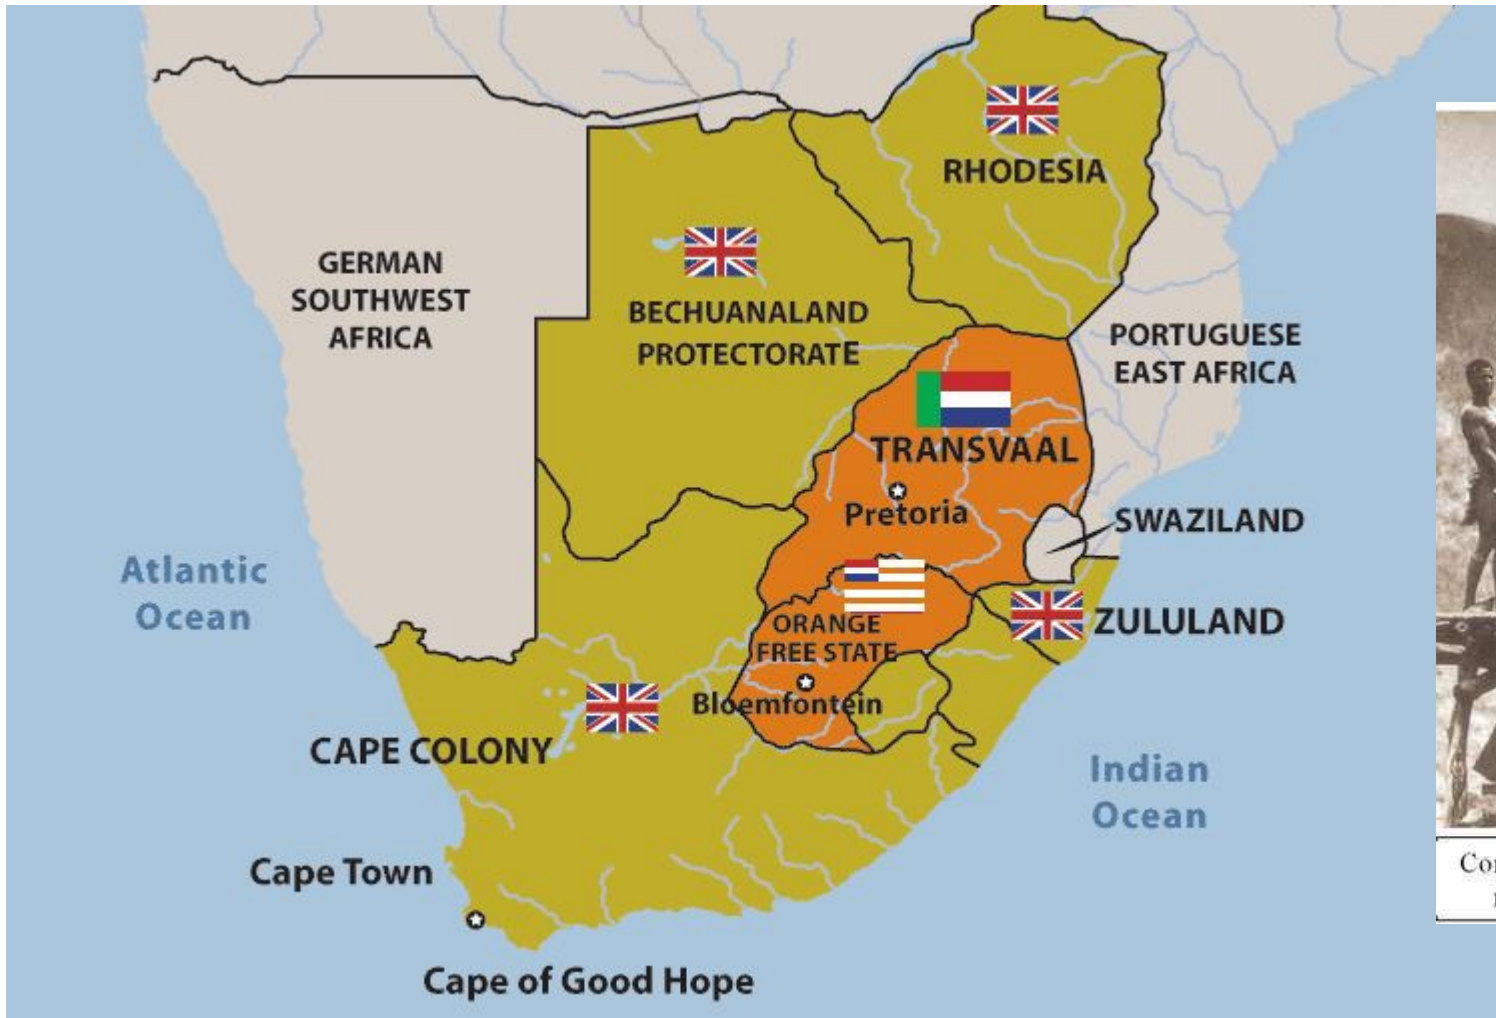 RHODESIA
GERMAN
SOUTHWEST
AFRICA
BECHUANALAND
PROTECTORATE
PORTUGUESE
EAST AFRICA
TRANSVAAL
Pretoria
SWAZILAND
Atlantic
Ocean
ORANGE
FREE STATE
ZULULAND
Bloemfontein
CAPE COLONY
Indian
Ocean
Cape Town
Cape of Good Hope